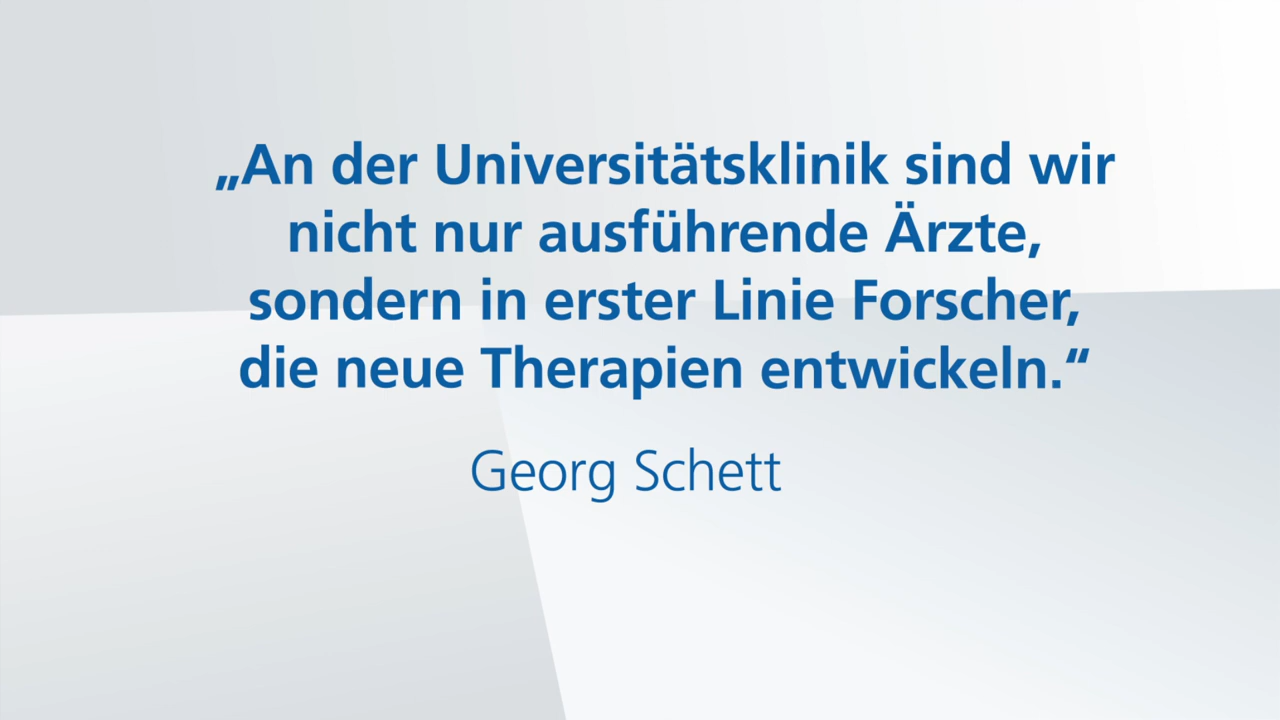 „An der Universitätsklinik sind wir
nicht nur ausführende Ärzte,
sondern in erster Linie Forscher,
die neue Therapien entwickeln.“
Georg Schett